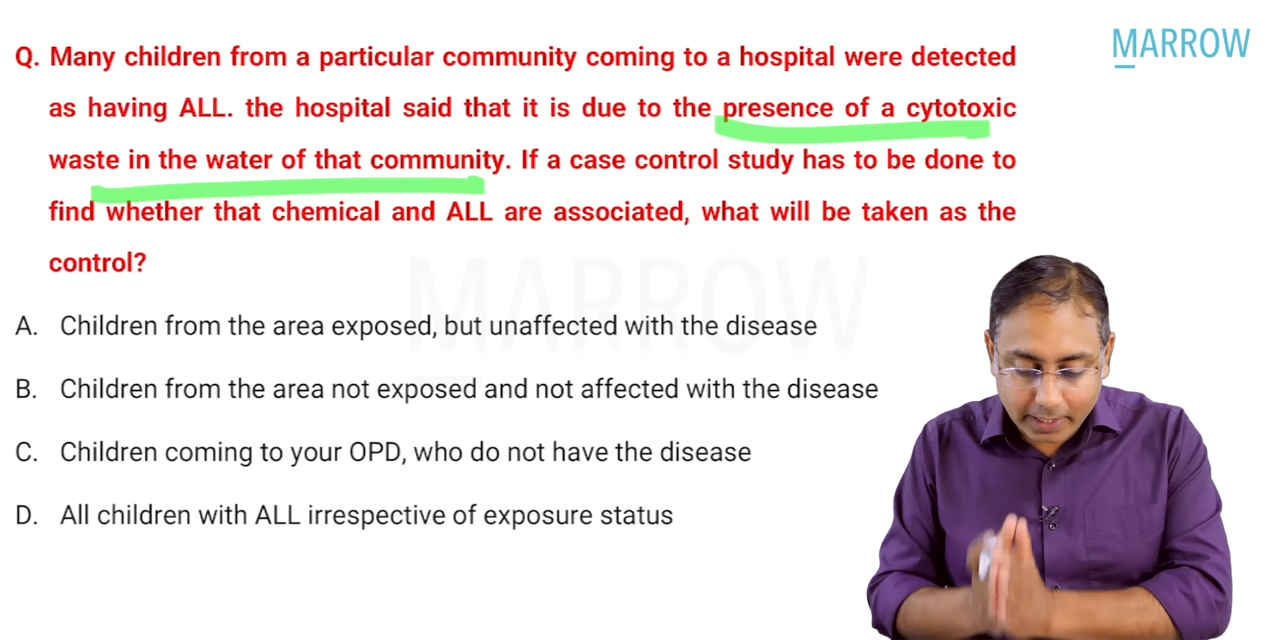 MARROW
Q. Many children from a particular community coming to a hospital were detected
as having ALL. the hospital said that it is due to the presence of a cytotoxic
waste in the water of that community. If a case control study has to be done to
find whether that chemical and ALL are associated, what will be taken as the
control?
MARROW
A. Children from the area exposed, but unaffected with the disease
B. Children from the area not exposed and not affected with the disease
C. Children coming to your OPD, who do not have the disease
D. All children with ALL irrespective of exposure status